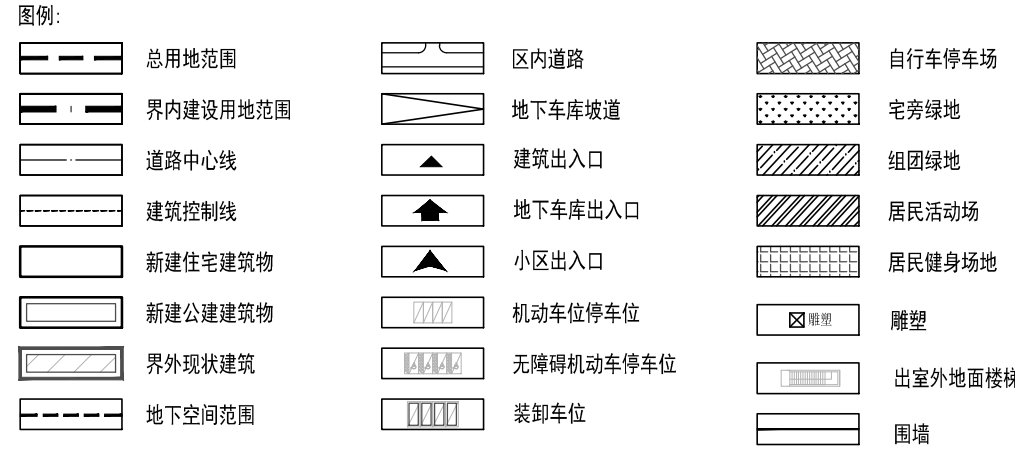 图例:
总用地范围
界内建设用地范围
道路中心线
建筑控制线
新建住宅建筑物
新建公建建筑物
界外现状建筑
地下空间范围
区内道路
地下车库坡道
建筑出入口
地下车库出入口
小区出入口
机动车位停车位
无障碍机动车停车位
装卸车位
自行车停车场
宅旁绿地
组团绿地
居民活动场
居民健身场地
雕塑 雕塑
出室外地面楼梯
围墙